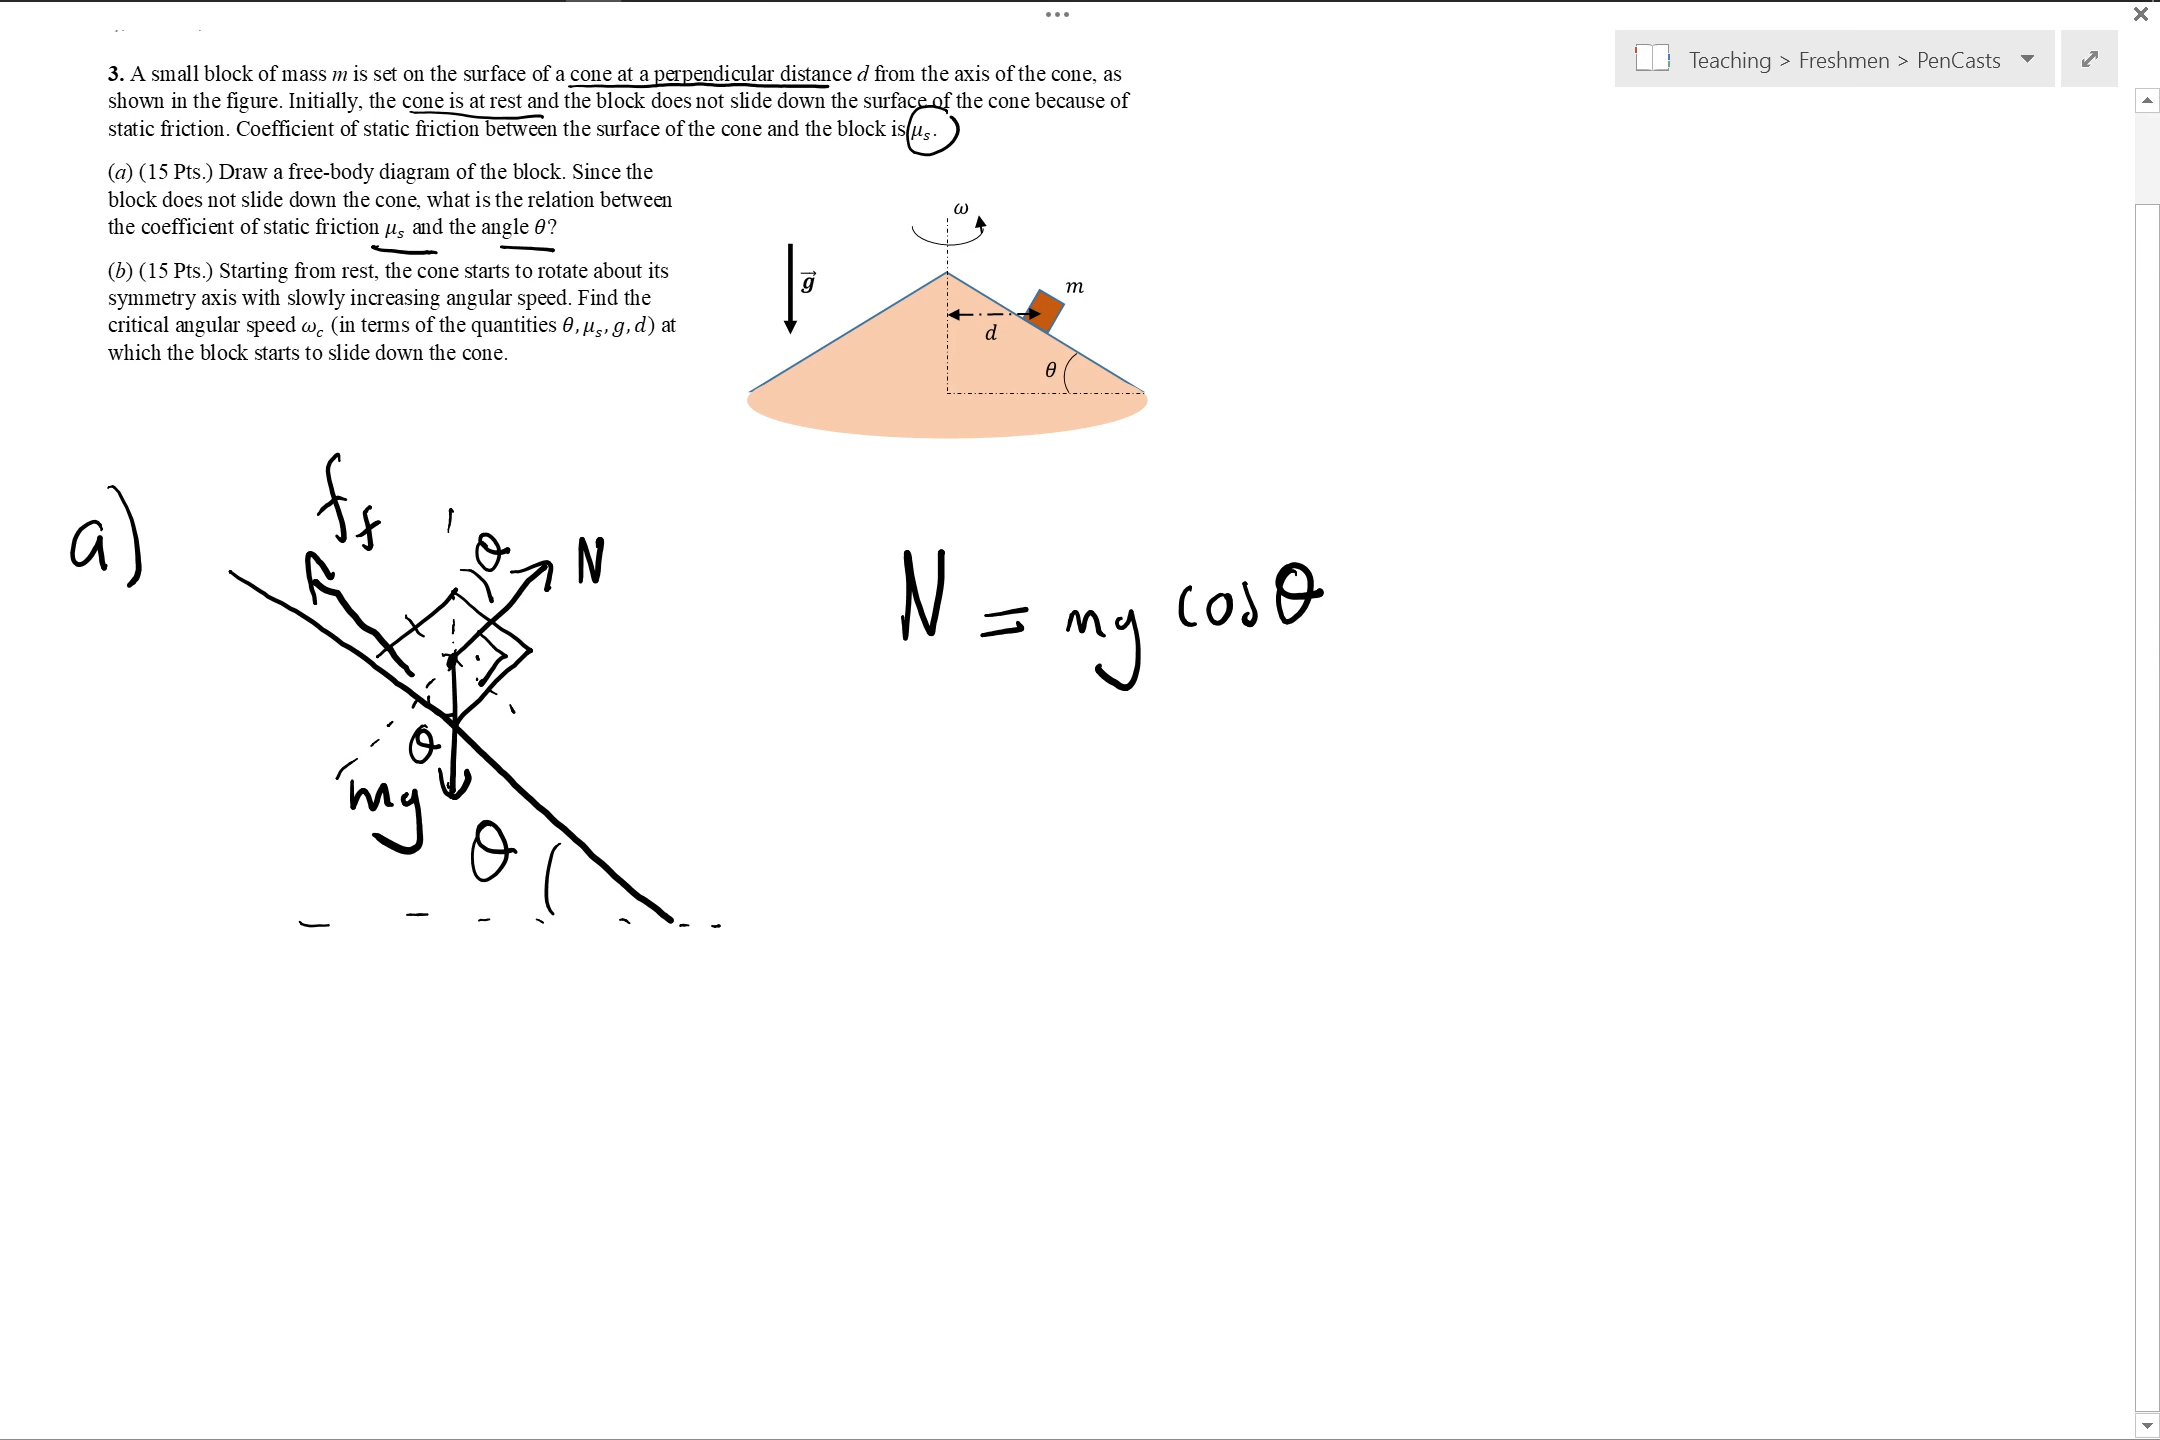 Teaching > Freshmen > PenCasts
3. A small block of mass m is set on the surface of a cone at a perpendicular distance d from the axis of the cone, as
shown in the figure. Initially, the cone is at rest and the block does not slide down the surface of the cone because of
static friction. Coefficient of static friction between the surface of the cone and the block is μₛ.
(a) (15 Pts.) Draw a free-body diagram of the block. Since the
block does not slide down the cone, what is the relation between
the coefficient of static friction μₛ and the angle θ?
(b) (15 Pts.) Starting from rest, the cone starts to rotate about its
symmetry axis with slowly increasing angular speed. Find the
critical angular speed ω_c (in terms of the quantities θ, μₛ, g, d) at
which the block starts to slide down the cone.
ω
g⃗
m
d
θ
a)
f_f
θ
N
θ
mg
θ
N = mg cosθ